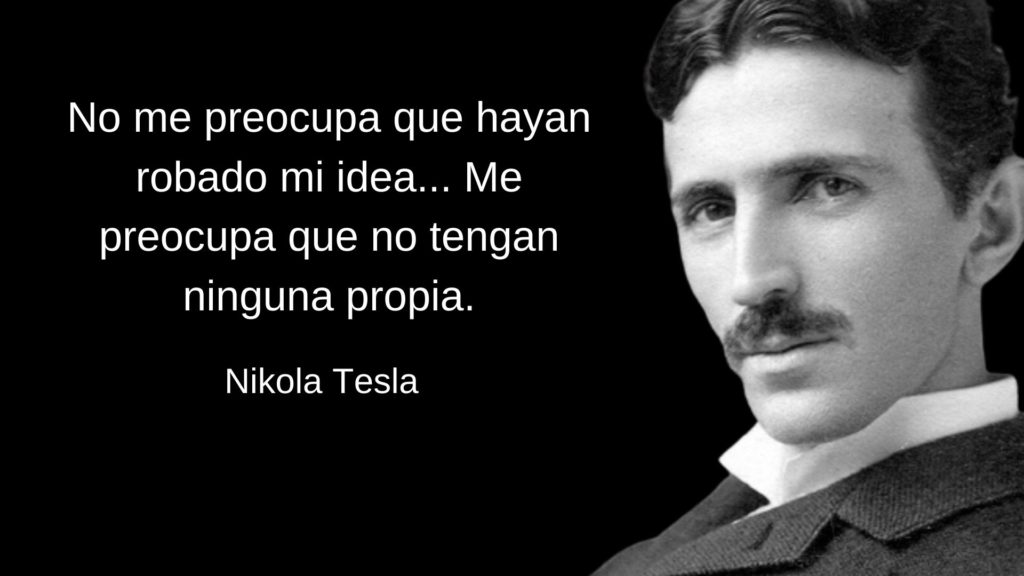 No me preocupa que hayan
robado mi idea... Me
preocupa que no tengan
ninguna propia.
Nikola Tesla